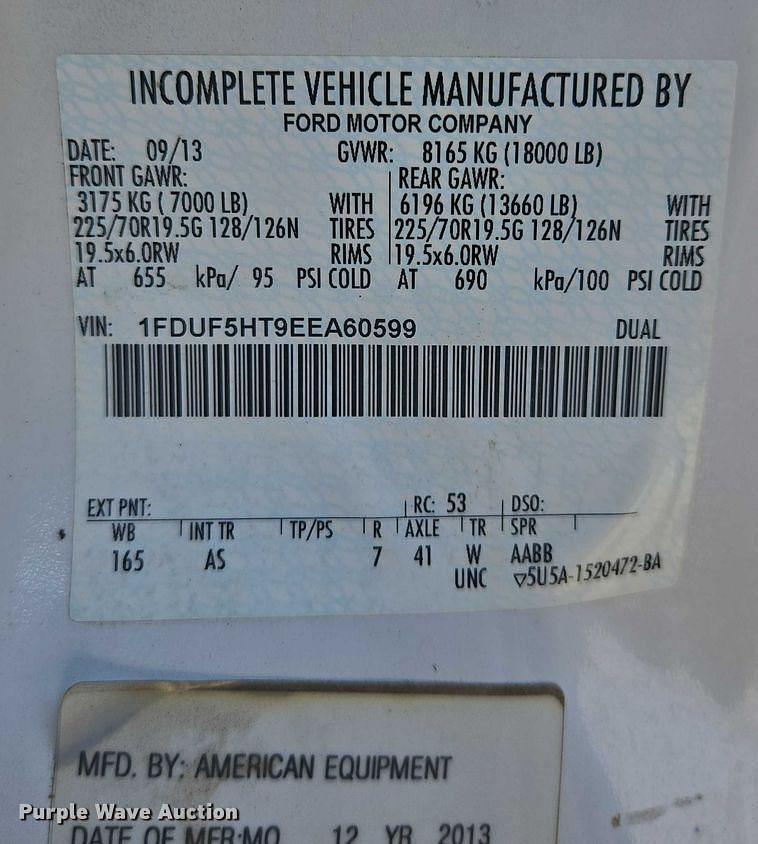 INCOMPLETE VEHICLE MANUFACTURED BY
FORD MOTOR COMPANY
DATE: 09/13 GVWR: 8165 KG (18000 LB)
FRONT GAWR: REAR GAWR:
3175 KG ( 7000 LB) WITH 6196 KG (13660 LB) WITH
225/70R19.5G 128/126N TIRES 225/70R19.5G 128/126N TIRES
19.5x6.0RW RIMS 19.5x6.0RW RIMS
AT 655 kPa/ 95 PSI COLD AT 690 kPa/100 PSI COLD
VIN: 1FDUF5HT9EEA60599 DUAL
EXT PNT: RC: 53 DSO:
WB INT TR TP/PS R AXLE TR SPR
165 AS 7 41 W AABB
UNC ▽5U5A-1520472-BA
MFD. BY: AMERICAN EQUIPMENT
Purple Wave Auction
DATE OF MFR:MO 12 YR 2013